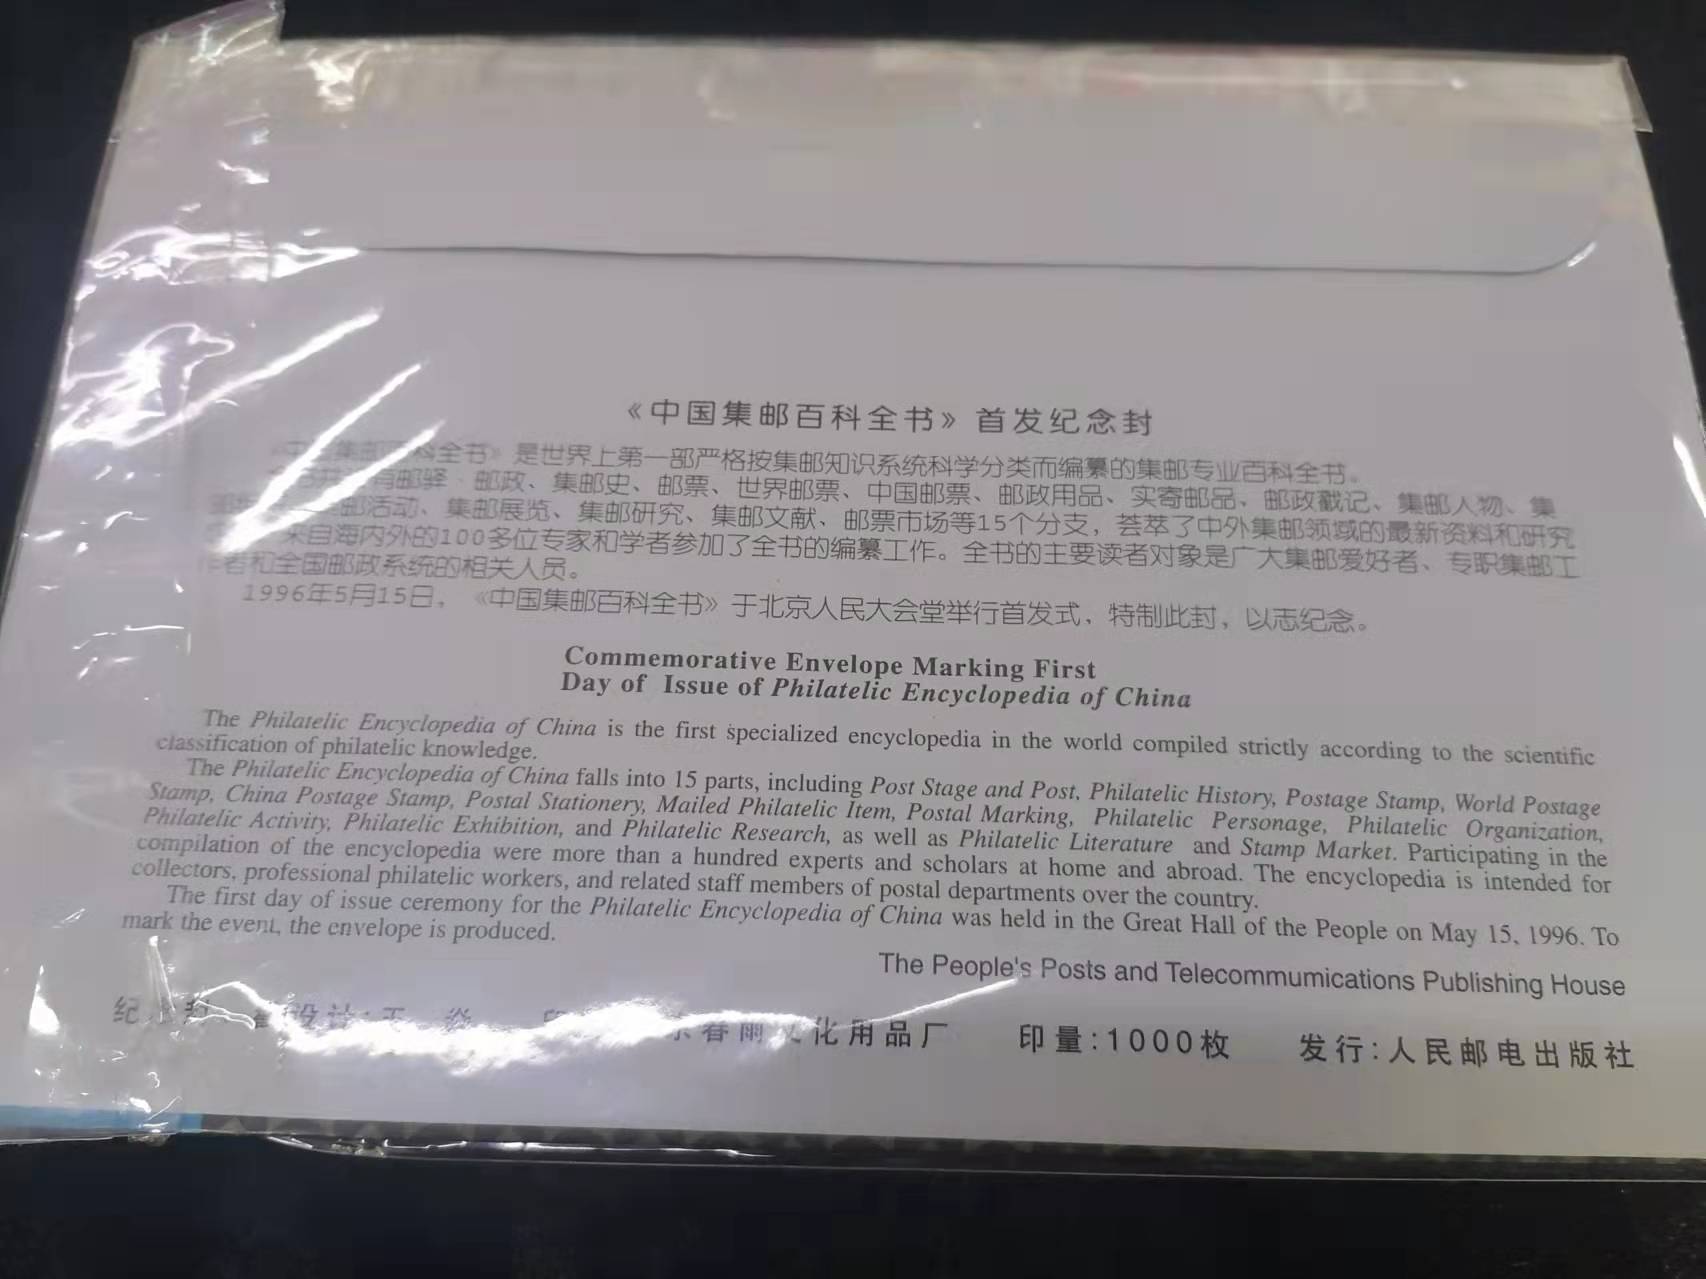 《中国集邮百科全书》首发纪念封
科全书》是世界上第一部严格按集邮知识系统科学分类而编纂的集邮专业百科全书。
有邮驿·邮政、集邮史、邮票、世界邮票、中国邮票、邮政用品、实寄邮品、邮政戳记、集邮人物、集
邮活动、集邮展览、集邮研究、集邮文献、邮票市场等15个分支，荟萃了中外集邮领域的最新资料和研究
来自海内外的100多位专家和学者参加了全书的编纂工作。全书的主要读者对象是广大集邮爱好者、专职集邮工
作者和全国邮政系统的相关人员。
1996年5月15日，《中国集邮百科全书》于北京人民大会堂举行首发式，特制此封，以志纪念。
Commemorative Envelope Marking First
Day of Issue of Philatelic Encyclopedia of China
The Philatelic Encyclopedia of China is the first specialized encyclopedia in the world compiled strictly according to the scientific
classification of philatelic knowledge.
The Philatelic Encyclopedia of China falls into 15 parts, including Post Stage and Post, Philatelic History, Postage Stamp, World Postage
Stamp, China Postage Stamp, Postal Stationery, Mailed Philatelic Item, Postal Marking, Philatelic Personage, Philatelic Organization,
Philatelic Activity, Philatelic Exhibition, and Philatelic Research, as well as Philatelic Literature and Stamp Market. Participating in the
compilation of the encyclopedia were more than a hundred experts and scholars at home and abroad. The encyclopedia is intended for
collectors, professional philatelic workers, and related staff members of postal departments over the country.
The first day of issue ceremony for the Philatelic Encyclopedia of China was held in the Great Hall of the People on May 15, 1996. To
mark the event, the envelope is produced.
The People's Posts and Telecommumications Publishing House
纪 设计:王 焱 春雨文化用品厂 印量:1000枚 发行:人民邮电出版社